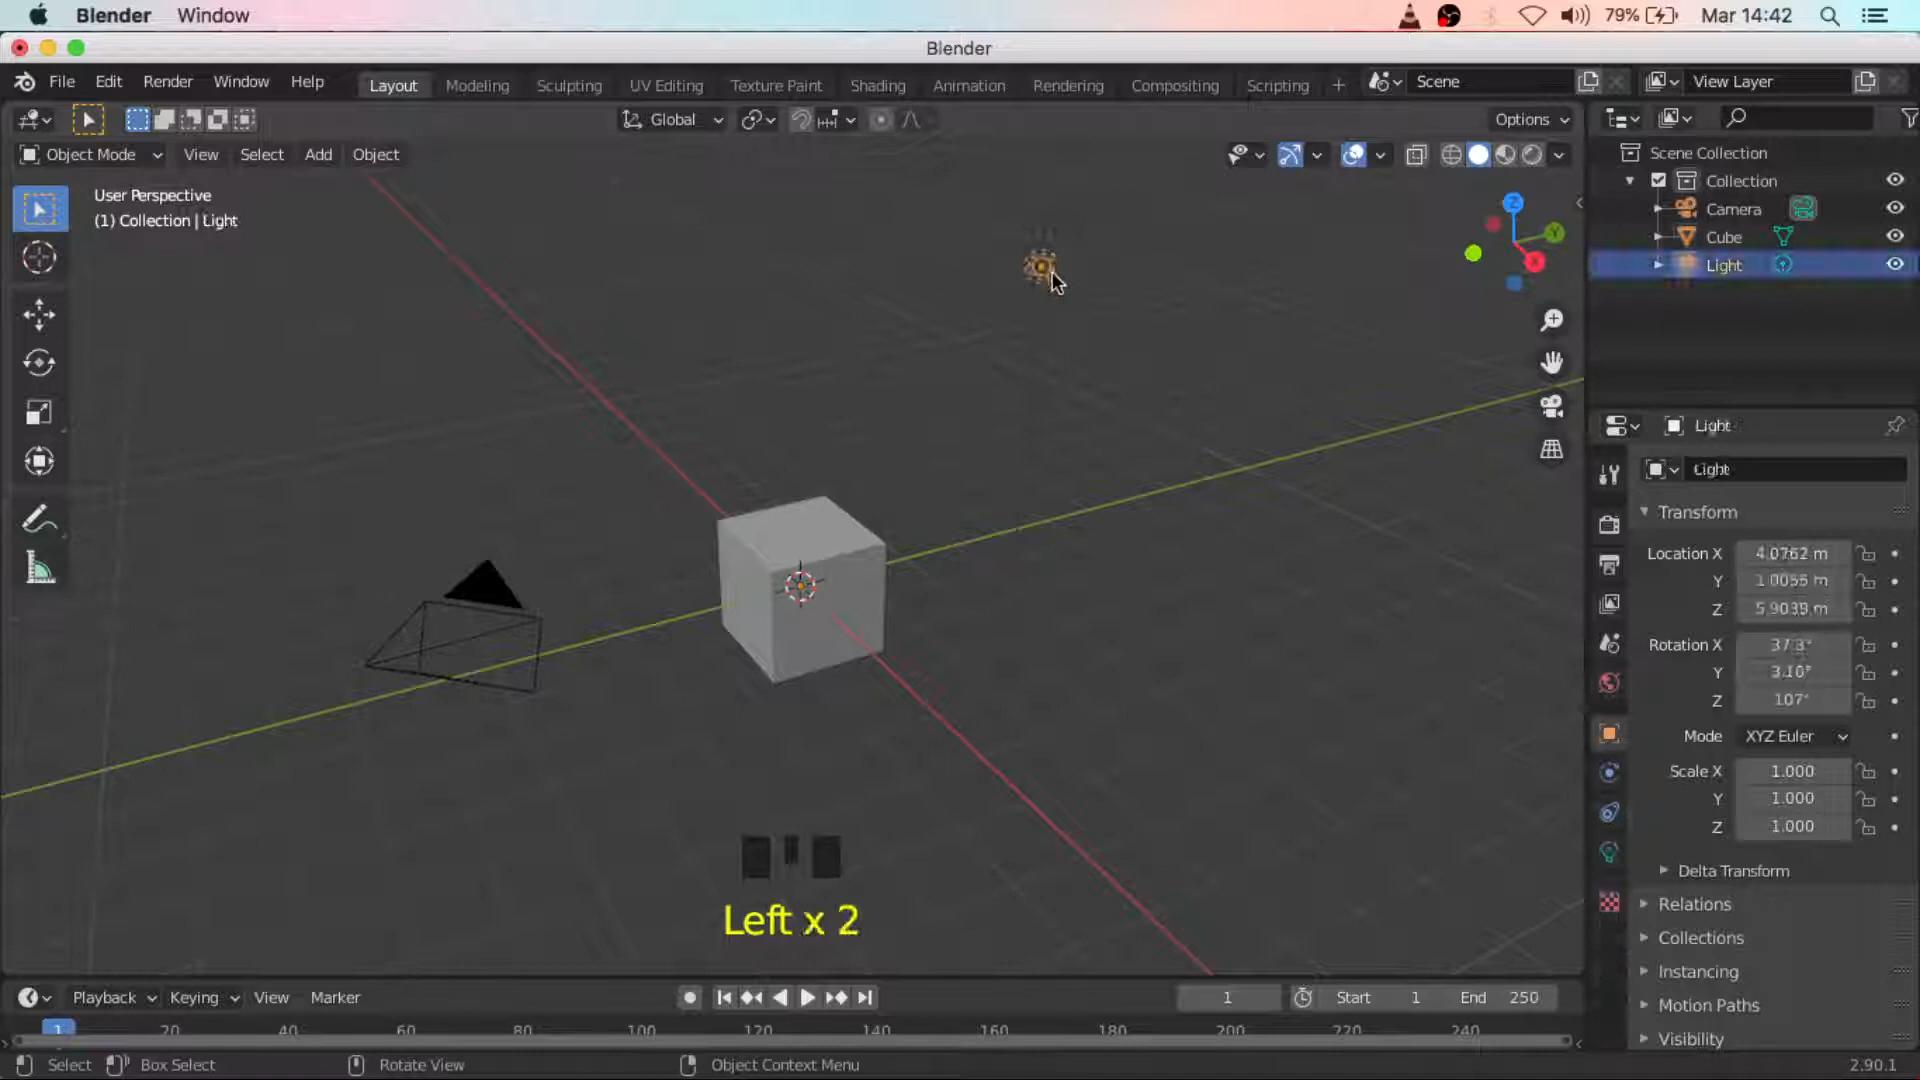 Blender Window 79% Mar 14:42
Blender
File Edit Render Window Help Layout Modeling Sculpting UV Editing Texture Paint Shading Animation Rendering Compositing Scripting + Scene View Layer
Global Options
Object Mode View Select Add Object
User Perspective
(1) Collection | Light
Z
Y
X
Scene Collection
Collection
Camera
Cube
Light
Light
Light
Transform
Location X 4.0762 m
Y 1.0055 m
Z 5.9039 m
Rotation X 37.3°
Y 3.16°
Z 107°
Mode XYZ Euler
Scale X 1.000
Y 1.000
Z 1.000
Delta Transform
Relations
Collections
Instancing
Motion Paths
Visibility
Left x 2
Playback Keying View Marker 1 Start 1 End 250
1 20 40 60 80 100 120 140 160 180 200 220 240
Select Box Select Rotate View Object Context Menu 2.90.1